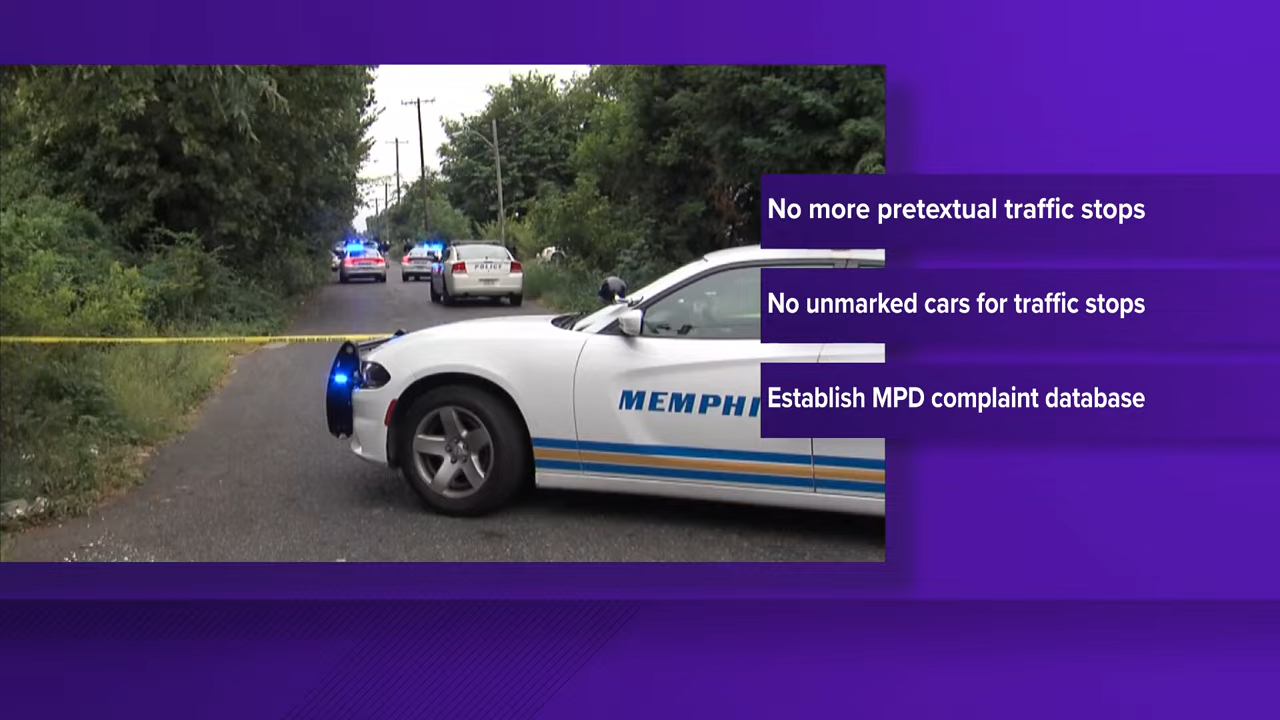 No more pretextual traffic stops
POLICE
No unmarked cars for traffic stops
MEMPHI
Establish MPD complaint database